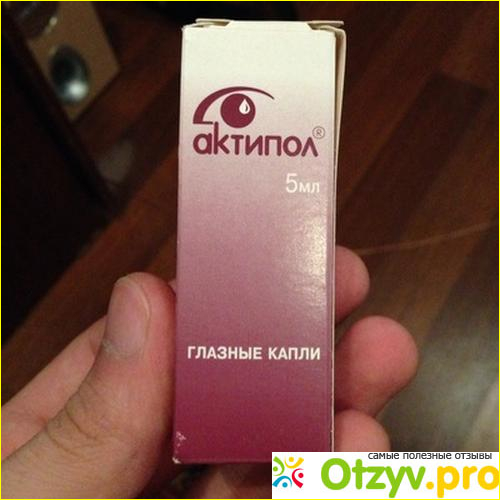 актипол®
5мл
ГЛАЗНЫЕ КАПЛИ
самые полезные отзывы
Otzyv.pro